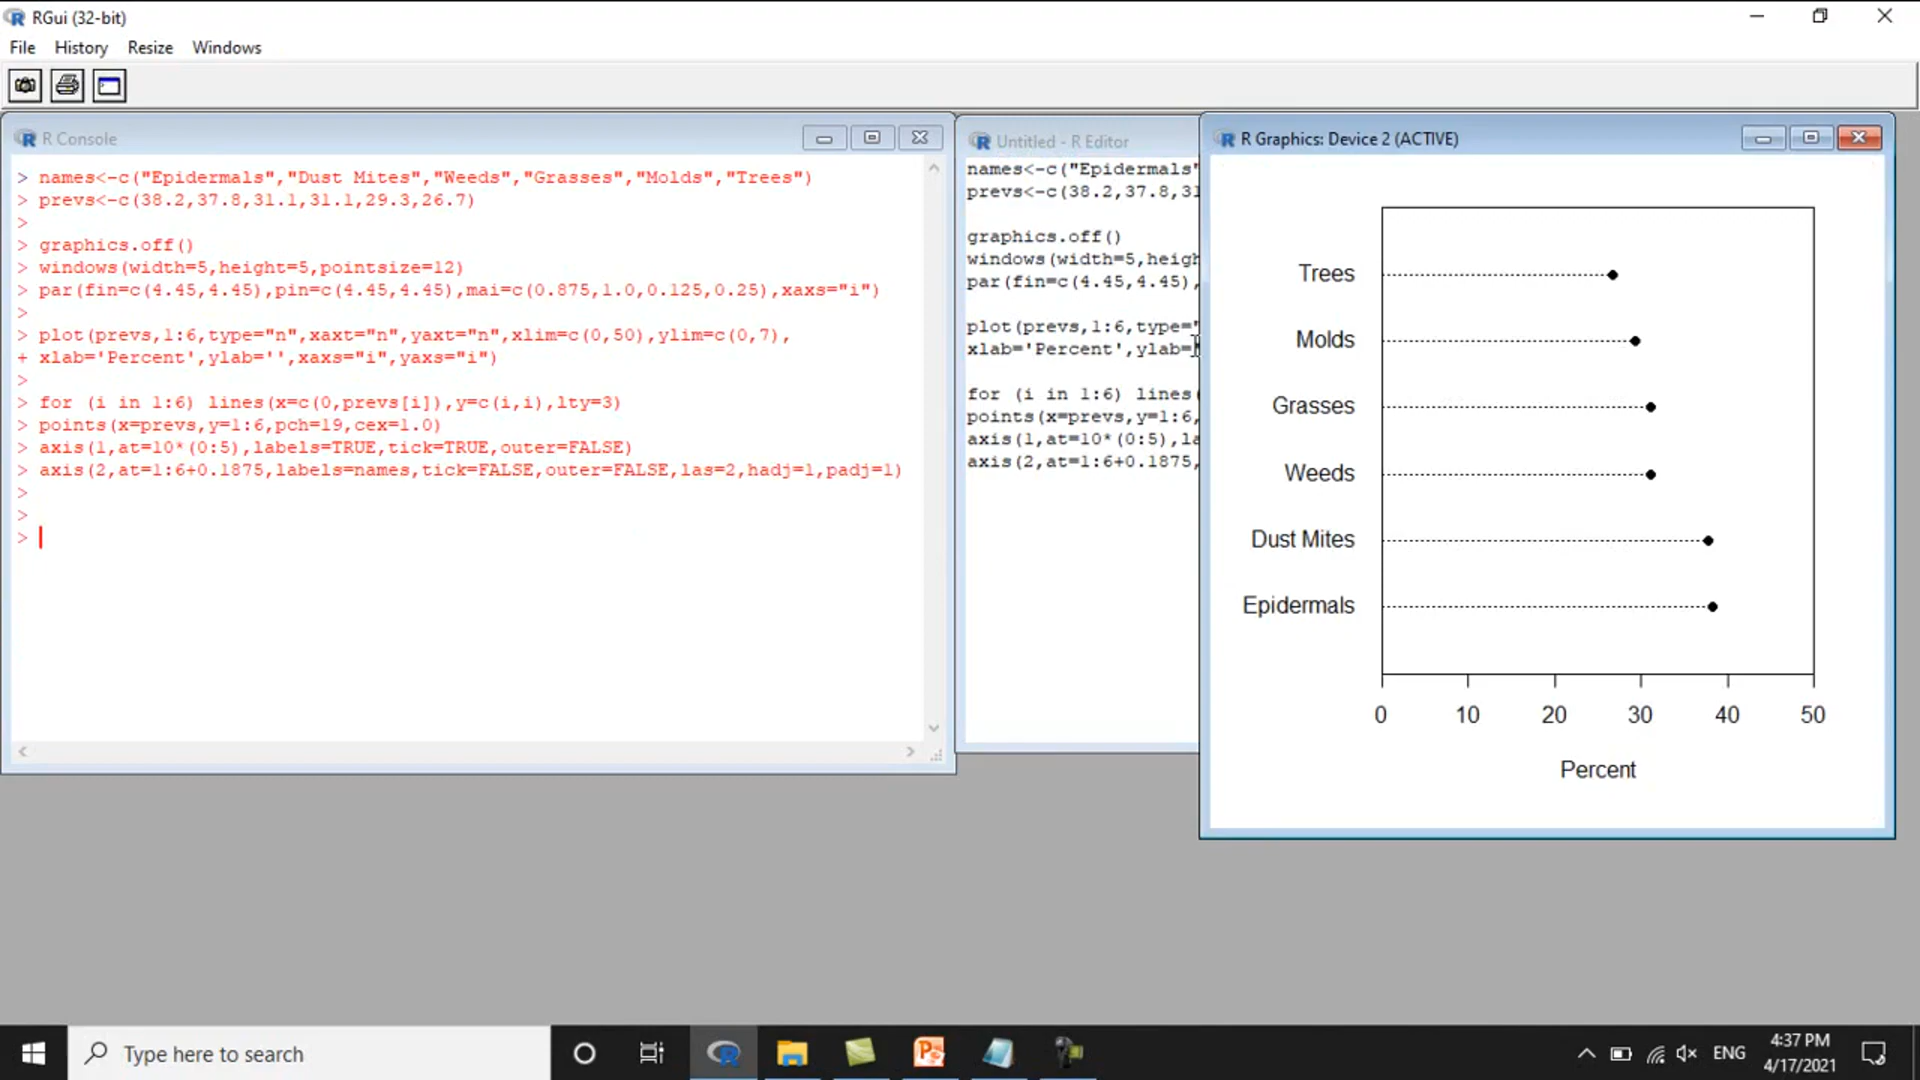 RGui (32-bit)
File History Resize Windows
R Console
> names<-c("Epidermals","Dust Mites","Weeds","Grasses","Molds","Trees")
> prevs<-c(38.2,37.8,31.1,31.1,29.3,26.7)
>
> graphics.off()
> windows(width=5,height=5,pointsize=12)
> par(fin=c(4.45,4.45),pin=c(4.45,4.45),mai=c(0.875,1.0,0.125,0.25),xaxs="i")
>
> plot(prevs,1:6,type="n",xaxt="n",yaxt="n",xlim=c(0,50),ylim=c(0,7),
+ xlab='Percent',ylab='',xaxs="i",yaxs="i")
>
> for (i in 1:6) lines(x=c(0,prevs[i]),y=c(i,i),lty=3)
> points(x=prevs,y=1:6,pch=19,cex=1.0)
> axis(1,at=10*(0:5),labels=TRUE,tick=TRUE,outer=FALSE)
> axis(2,at=1:6+0.1875,labels=names,tick=FALSE,outer=FALSE,las=2,hadj=1,padj=1)
>
>
>
Untitled - R Editor
names<-c("Epidermals"
prevs<-c(38.2,37.8,31
graphics.off()
windows(width=5,heigh
par(fin=c(4.45,4.45),
plot(prevs,1:6,type="
xlab='Percent',ylab=
for (i in 1:6) lines(
points(x=prevs,y=1:6,
axis(1,at=10*(0:5),la
axis(2,at=1:6+0.1875,
R Graphics: Device 2 (ACTIVE)
Trees
Molds
Grasses
Weeds
Dust Mites
Epidermals
0 10 20 30 40 50
Percent
Type here to search
ENG
4:37 PM
4/17/2021